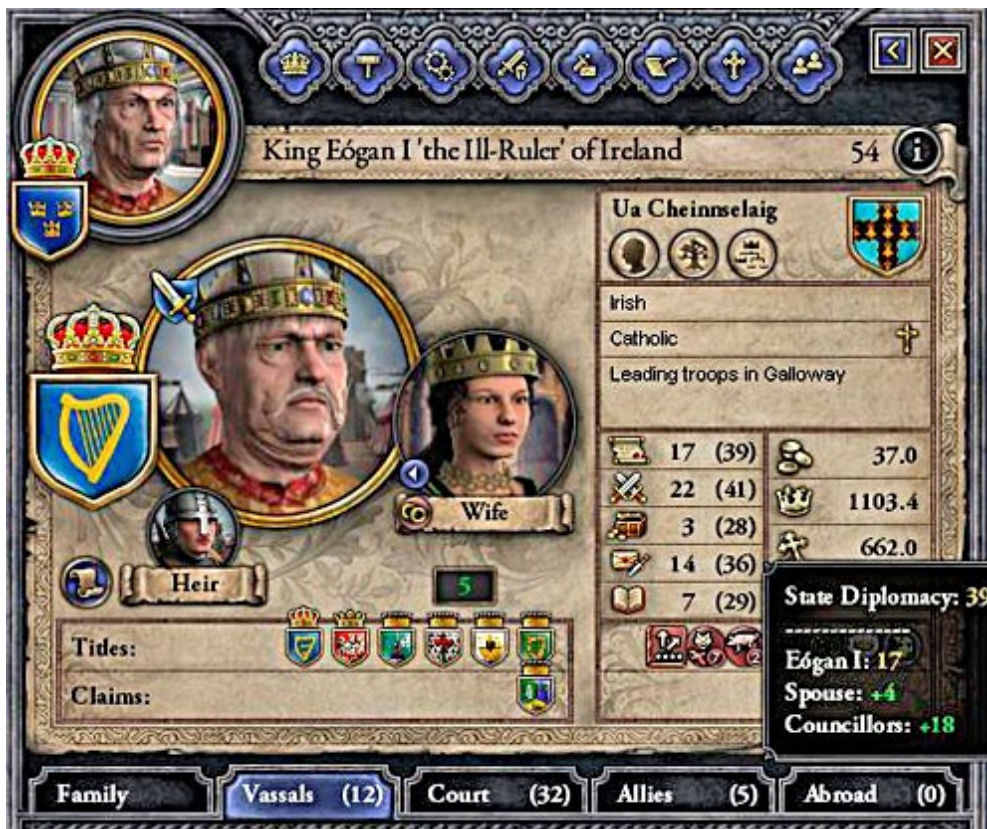 King Eógan I 'the Ill-Ruler' of Ireland 54
Ua Cheinnselaig
Irish
Catholic
Leading troops in Galloway
Wife
Heir
5
17 (39) 37.0
22 (41) 1103.4
3 (28) 662.0
14 (36)
7 (29)
7
2
Titles:
Claims:
State Diplomacy: 39
--------------
Eógan I: 17
Spouse: +4
Councillors: +18
Family
Vassals (12)
Court (32)
Allies (5)
Abroad (0)